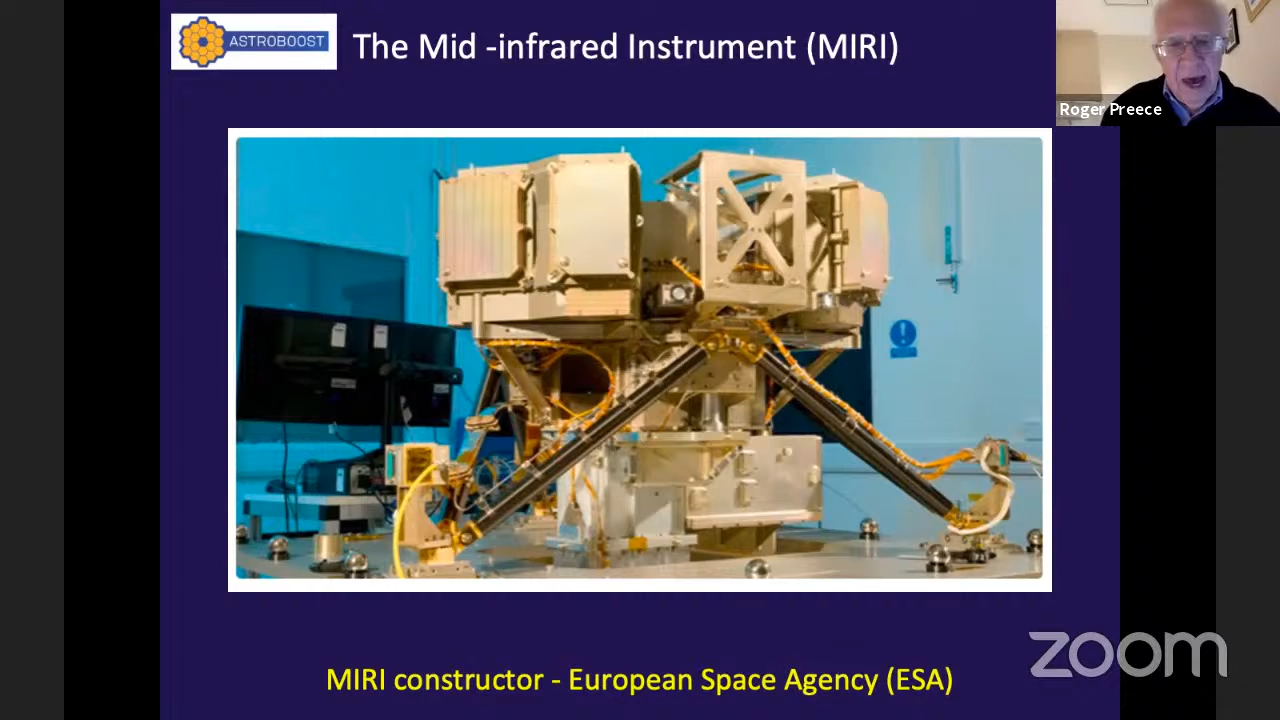 ASTROBOOST
The Mid -infrared Instrument (MIRI)
Roger Preece
MIRI constructor - European Space Agency (ESA)
zoom